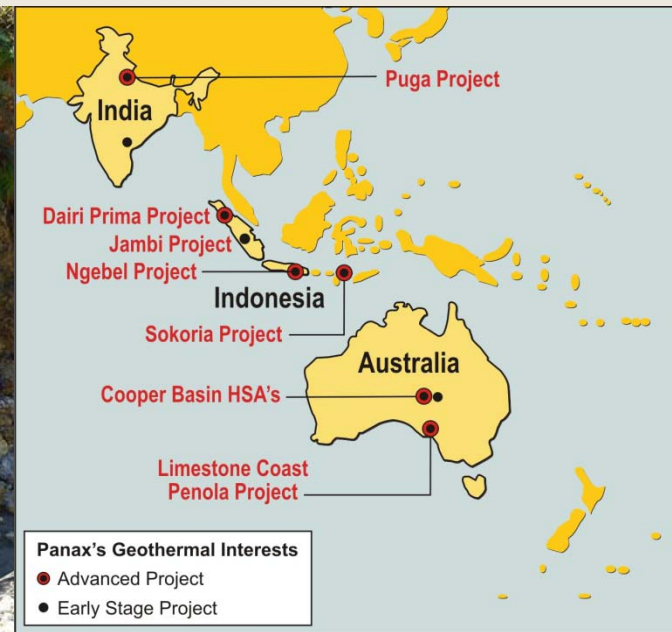 Puga Project
India
Dairi Prima Project
Jambi Project
Ngebel Project
Indonesia
Sokoria Project
Australia
Cooper Basin HSA's
Limestone Coast
Penola Project
Panax's Geothermal Interests
Advanced Project
Early Stage Project